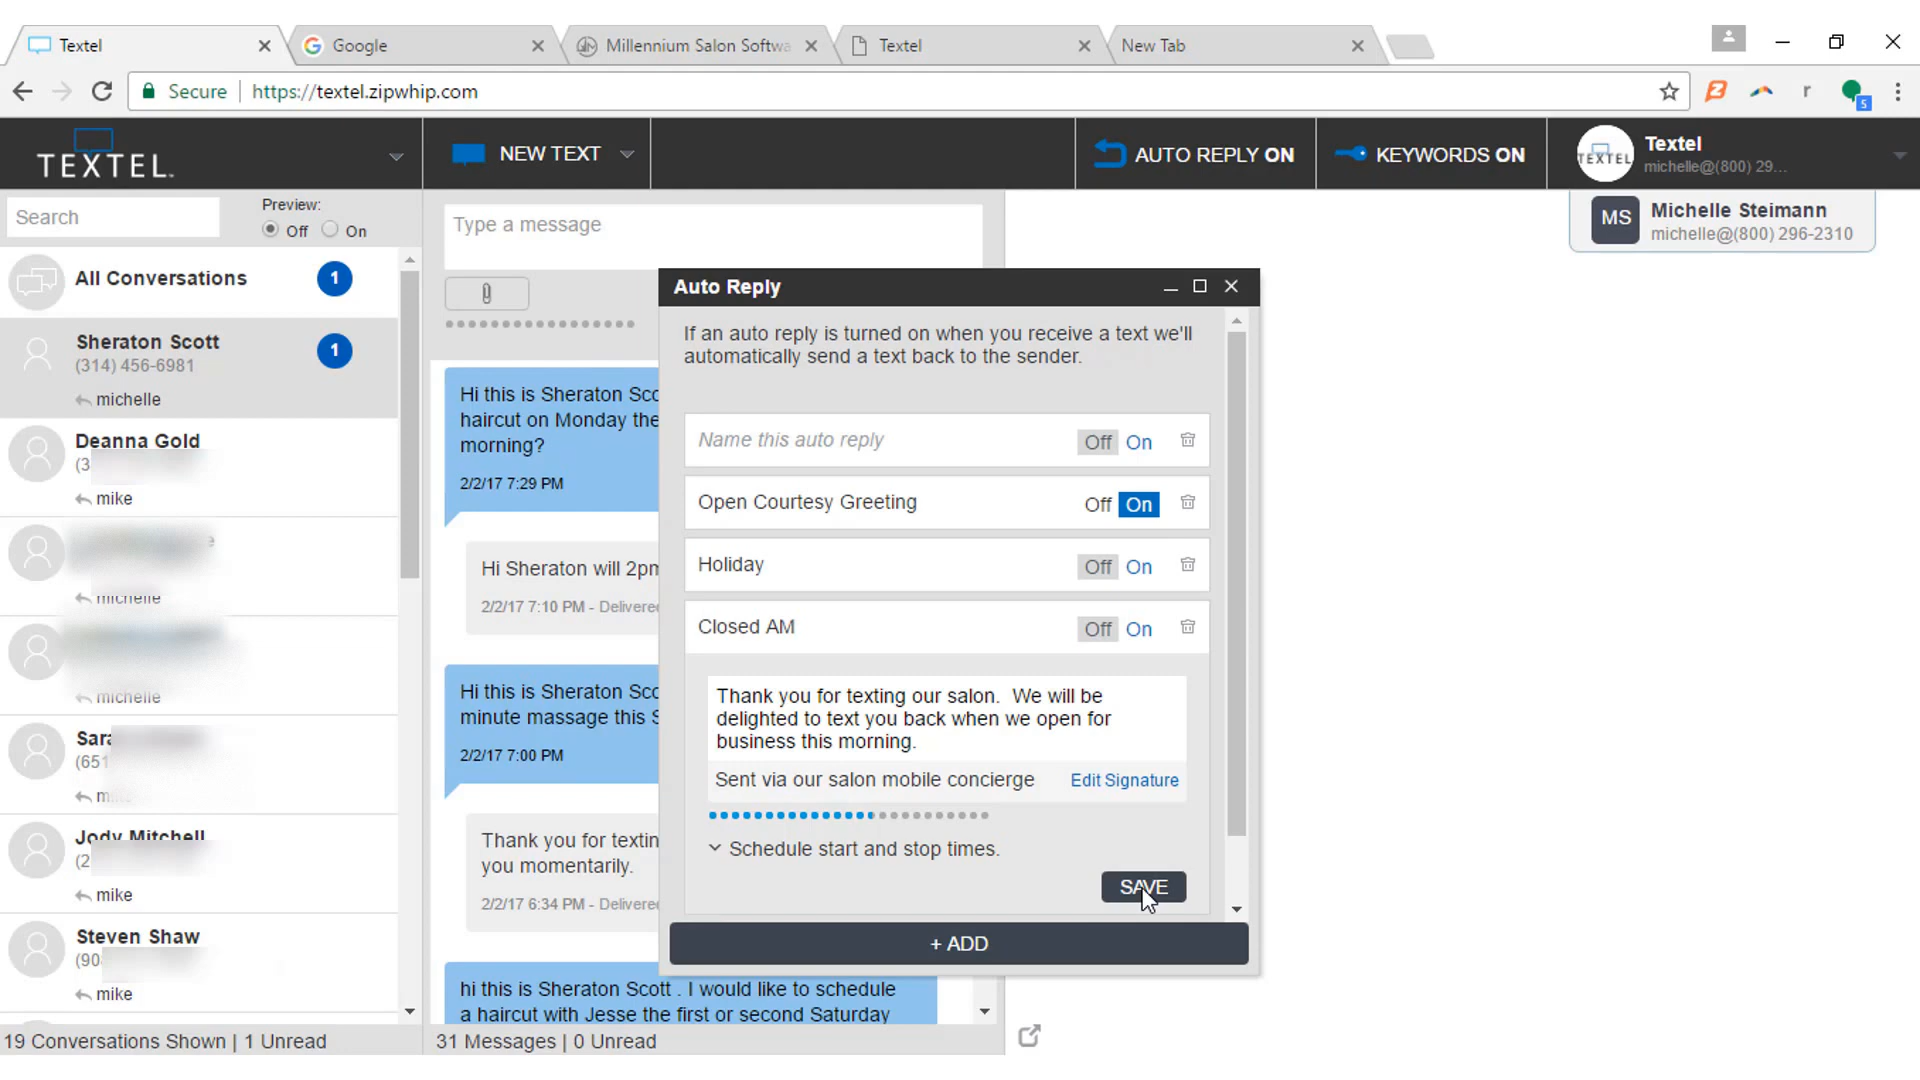 Textel
Google
Millennium Salon Softwa
Textel
New Tab
Secure
https://textel.zipwhip.com
r
5
TEXTEL.
NEW TEXT
AUTO REPLY ON
KEYWORDS ON
TEXTEL
Textel
michelle@(800) 29...
MS
Michelle Steimann
michelle@(800) 296-2310
Search
Preview:
Off On
All Conversations
1
Sheraton Scott
1
(314) 456-6981
michelle
Deanna Gold
(3
mike
michelle
michelle
Sara
(651
mike
Jody Mitchell
(2
mike
Steven Shaw
(90
mike
19 Conversations Shown | 1 Unread
Type a message
Hi this is Sheraton Sco
haircut on Monday the
morning?
2/2/17 7:29 PM
Hi Sheraton will 2pm
2/2/17 7:10 PM - Delivered
Hi this is Sheraton Sco
minute massage this S
2/2/17 7:00 PM
Thank you for textin
you momentarily.
2/2/17 6:34 PM - Delivered
hi this is Sheraton Scott . I would like to schedule
a haircut with Jesse the first or second Saturday
31 Messages | 0 Unread
Auto Reply
If an auto reply is turned on when you receive a text we'll
automatically send a text back to the sender.
Name this auto reply
Off On
Open Courtesy Greeting
Off On
Holiday
Off On
Closed AM
Off On
Thank you for texting our salon.  We will be
delighted to text you back when we open for
business this morning.
Sent via our salon mobile concierge
Edit Signature
Schedule start and stop times.
SAVE
+ ADD